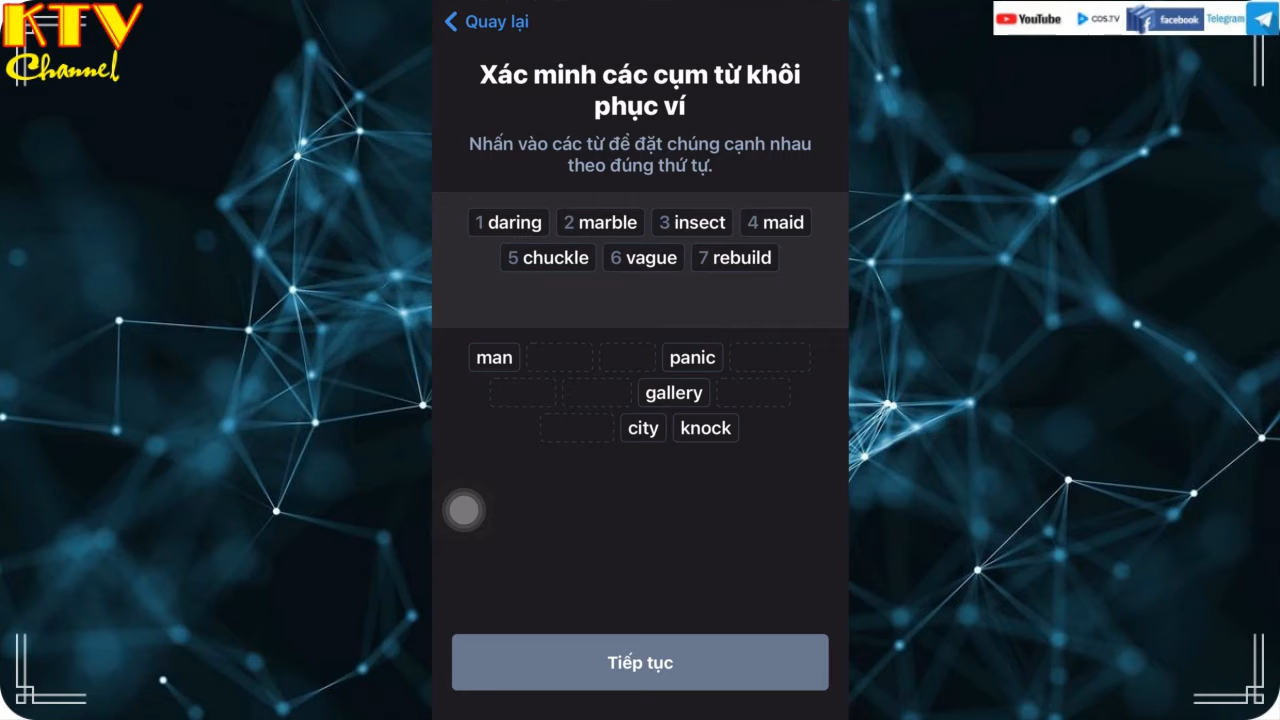 KTV
Channel
YouTube
COS.TV
facebook
Telegram
Quay lại
Xác minh các cụm từ khôi
phục ví
Nhấn vào các từ để đặt chúng cạnh nhau
theo đúng thứ tự.
1 daring 2 marble 3 insect 4 maid
5 chuckle 6 vague 7 rebuild
man panic
gallery
city knock
Tiếp tục